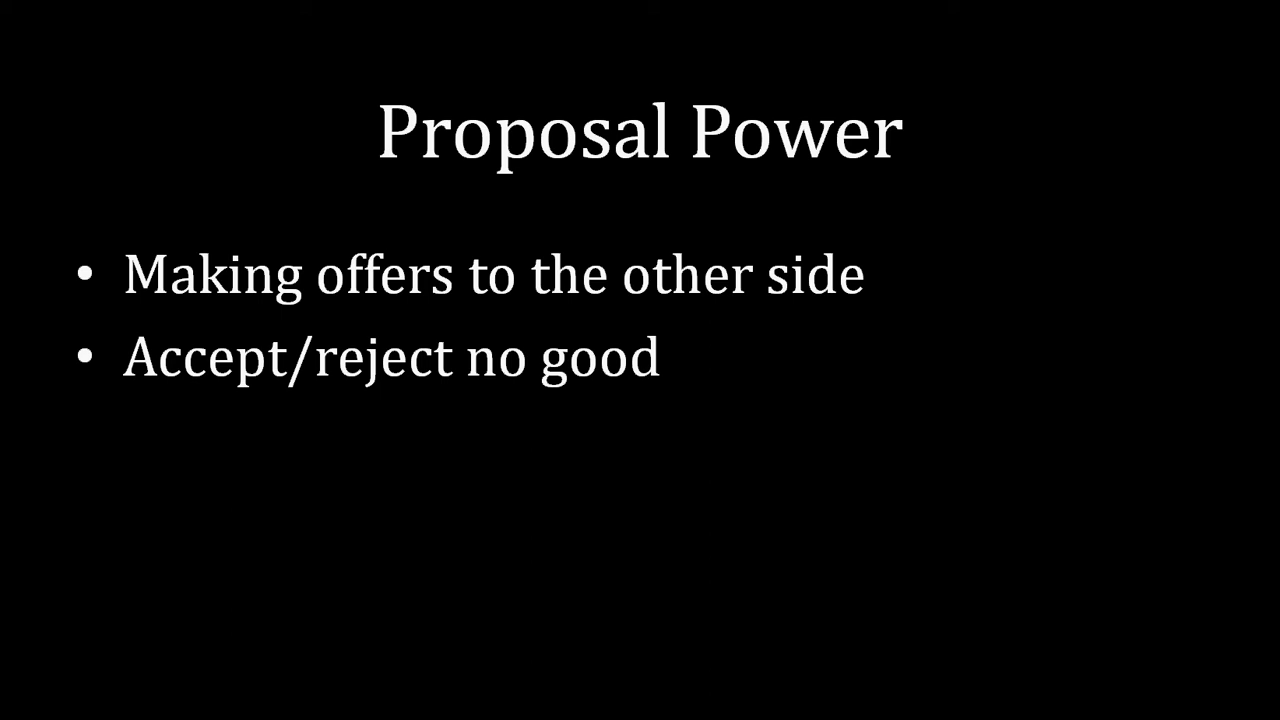 Proposal Power
• Making offers to the other side
• Accept/reject no good